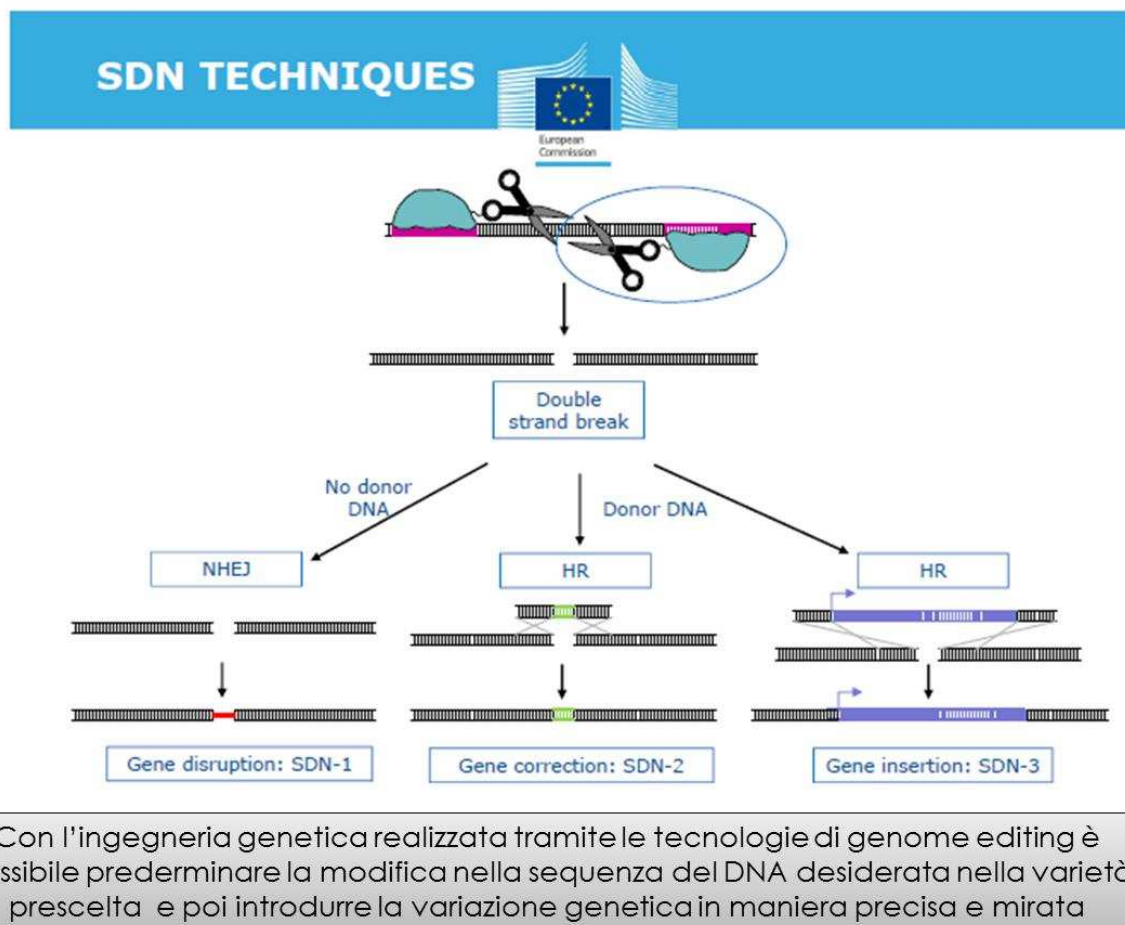 SDN TECHNIQUES
European
Commission
Double
strand break
No donor
DNA
Donor DNA
NHEJ
HR
HR
Gene disruption: SDN-1
Gene correction: SDN-2
Gene insertion: SDN-3
Con l'ingegneria genetica realizzata tramite le tecnologie di genome editing è
ssibile predeterminare la modifica nella sequenza del DNA desiderata nella varietà
prescelta e poi introdurre la variazione genetica in maniera precisa e mirata